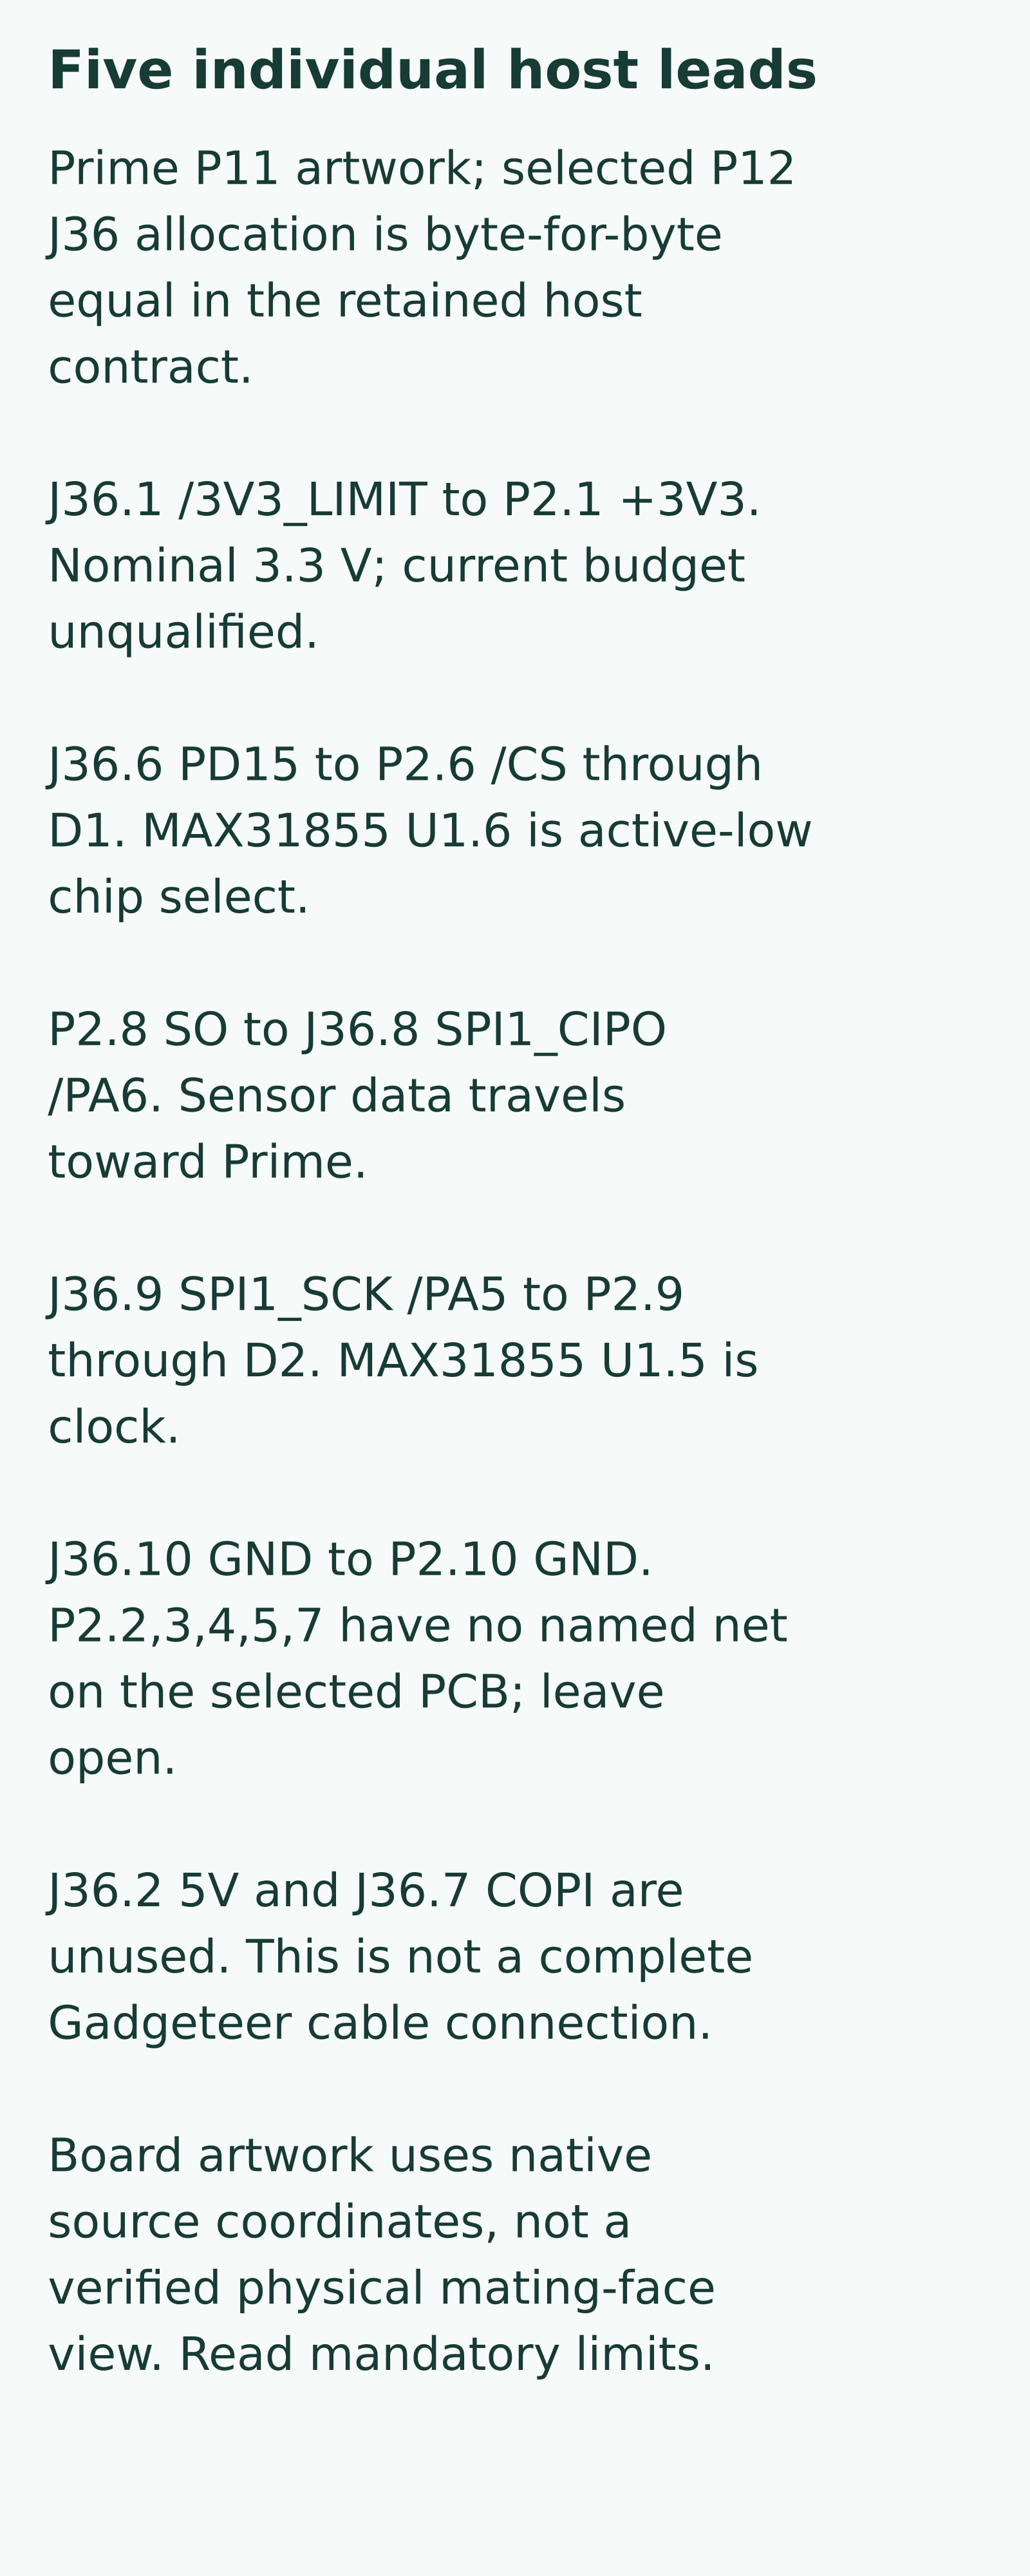 Five individual host leads
Prime P11 artwork; selected P12
J36 allocation is byte-for-byte
equal in the retained host
contract.
J36.1 /3V3_LIMIT to P2.1 +3V3.
Nominal 3.3 V; current budget
unqualified.
J36.6 PD15 to P2.6 /CS through
D1. MAX31855 U1.6 is active-low
chip select.
P2.8 SO to J36.8 SPI1_CIPO
/PA6. Sensor data travels
toward Prime.
J36.9 SPI1_SCK /PA5 to P2.9
through D2. MAX31855 U1.5 is
clock.
J36.10 GND to P2.10 GND.
P2.2,3,4,5,7 have no named net
on the selected PCB; leave
open.
J36.2 5V and J36.7 COPI are
unused. This is not a complete
Gadgeteer cable connection.
Board artwork uses native
source coordinates, not a
verified physical mating-face
view. Read mandatory limits.